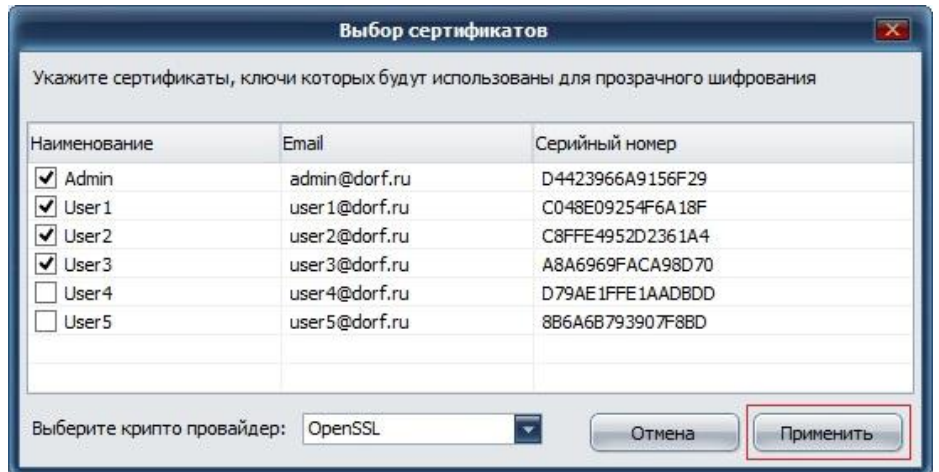 Выбор сертификатов
Укажите сертификаты, ключи которых будут использованы для прозрачного шифрования
Наименование Email Серийный номер
Admin admin@dorf.ru D4423966A9156F29
User1 user1@dorf.ru C048E09254F6A18F
User2 user2@dorf.ru C8FFE4952D2361A4
User3 user3@dorf.ru A8A6969FACA98D70
User4 user4@dorf.ru D79AE1FFE1AADBDD
User5 user5@dorf.ru 8B6A6B793907F8BD
Выберите крипто провайдер: OpenSSL Отмена Применить